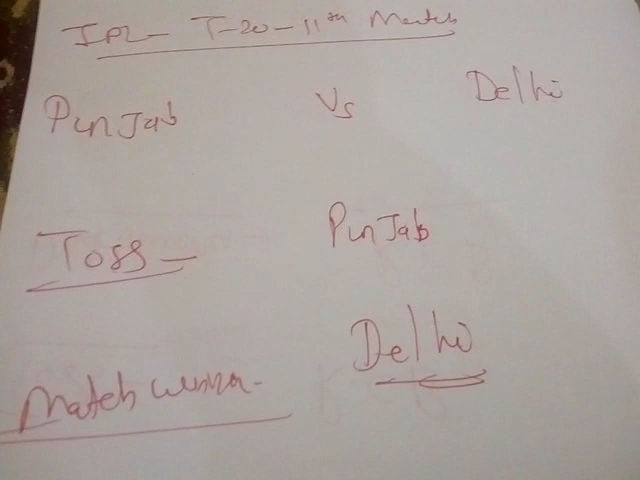 IPL - T-20 - 11th Match
Punjab Vs Delhi
Toss - Punjab
Match winner - Delhi